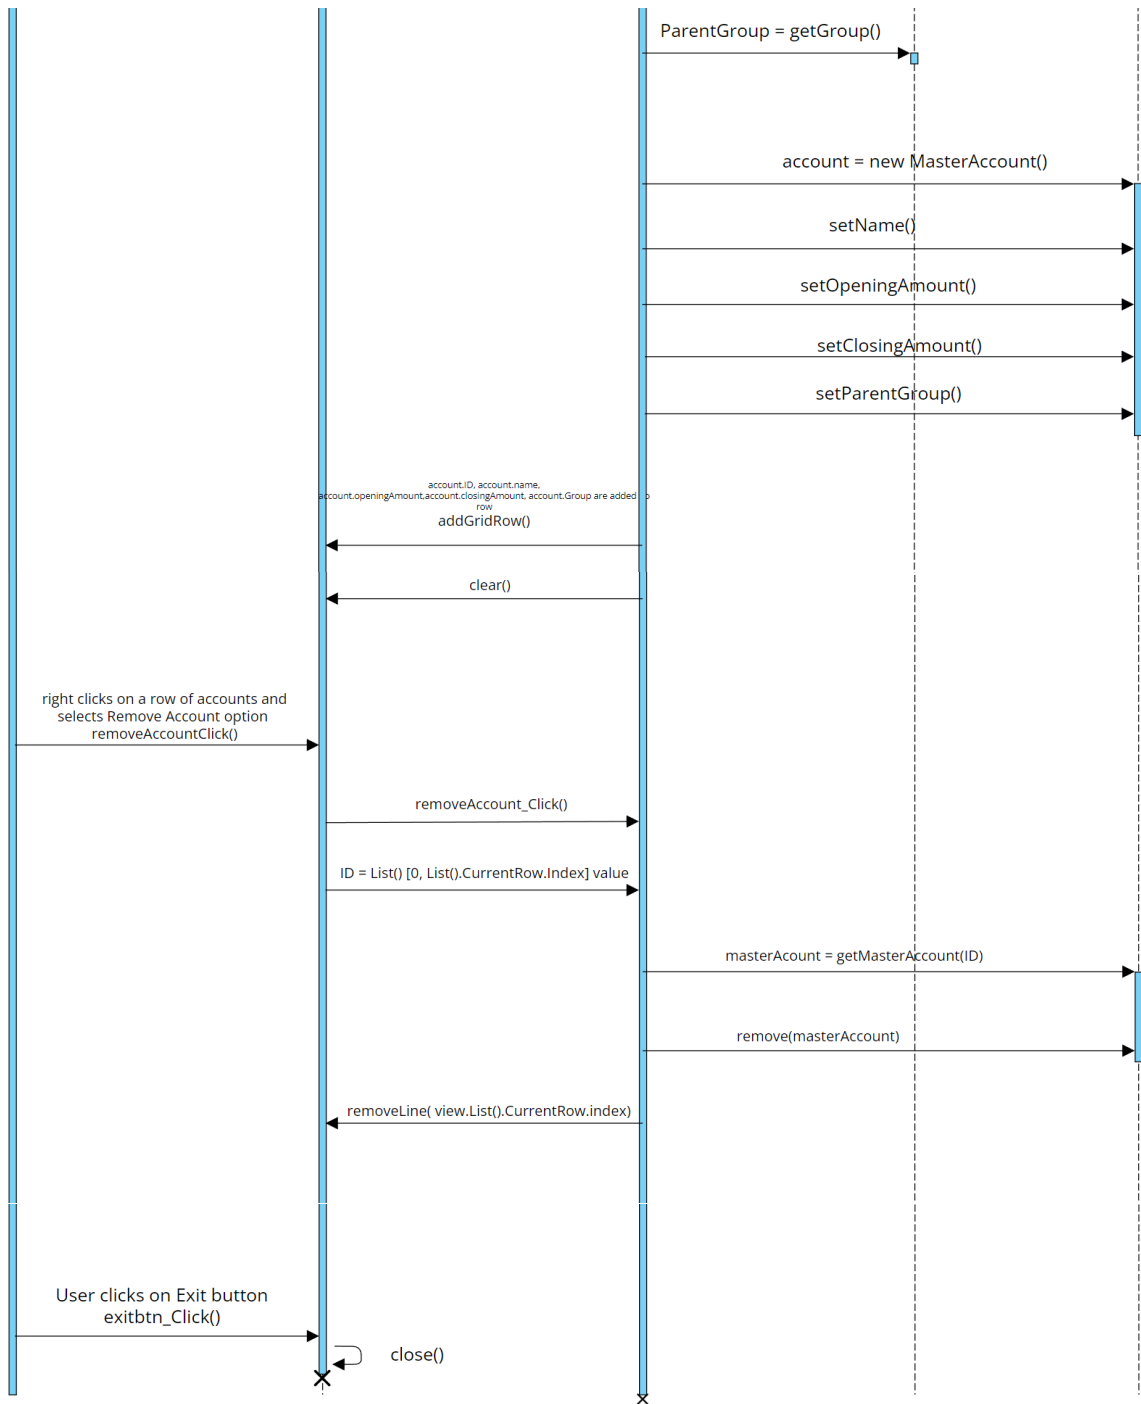 ParentGroup = getGroup()
account = new MasterAccount()
setName()
setOpeningAmount()
setClosingAmount()
setParentGroup()
account.ID, account.name,
account.openingAmount,account.closingAmount, account.Group are added to
row
addGridRow()
clear()
right clicks on a row of accounts and
selects Remove Account option
removeAccountClick()
removeAccount_Click()
ID = List() [0, List().CurrentRow.Index] value
masterAcount = getMasterAccount(ID)
remove(masterAccount)
removeLine( view.List().CurrentRow.index)
User clicks on Exit button
exitbtn_Click()
close()